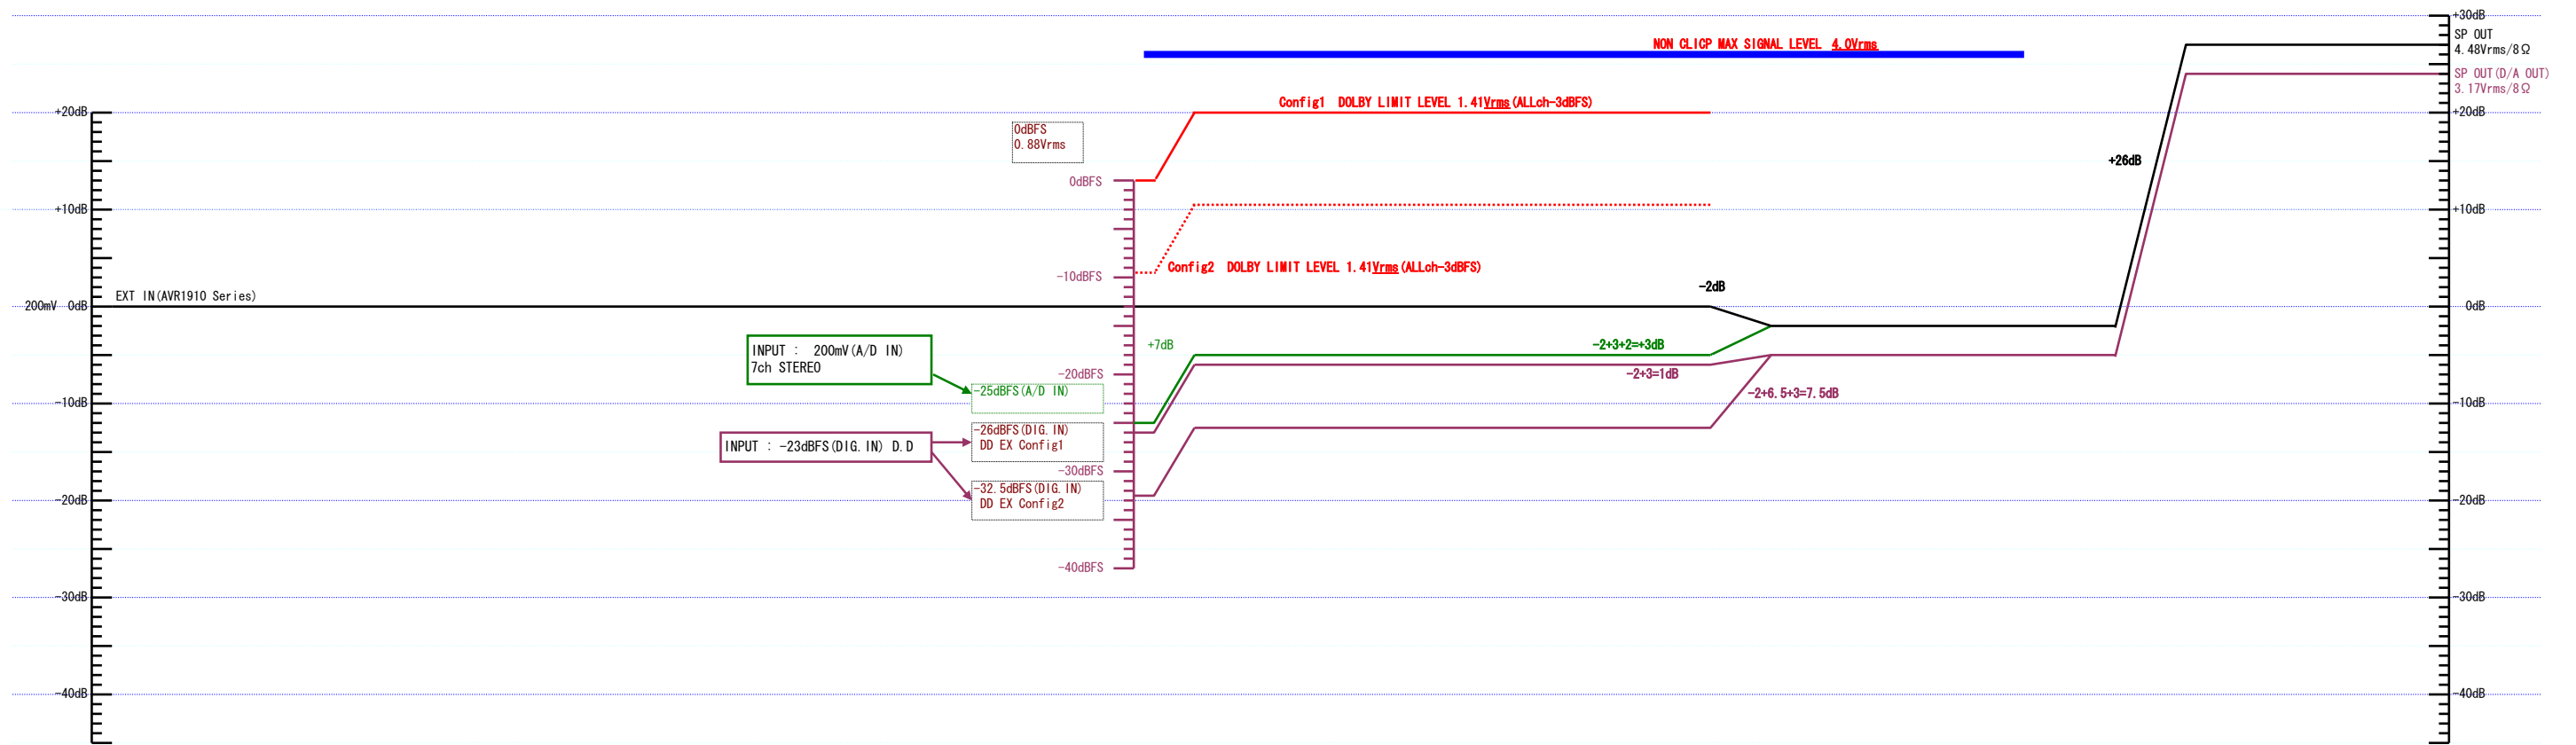 +30dB
SP OUT
4.48Vrms/8Ω
SP OUT(D/A OUT)
3.17Vrms/8Ω
NON CLICP MAX SIGNAL LEVEL 4.0Vrms
+20dB
Config1 DOLBY LIMIT LEVEL 1.41Vrms(ALLch-3dBFS)
+20dB
0dBFS
0.88Vrms
+26dB
0dBFS
+10dB
+10dB
Config2 DOLBY LIMIT LEVEL 1.41Vrms(ALLch-3dBFS)
-10dBFS
-2dB
EXT IN(AVR1910 Series)
200mV 0dB
0dB
INPUT : 200mV(A/D IN)
7ch STEREO
+7dB
-2+3+2=+3dB
-20dBFS
-2+3=1dB
-25dBFS(A/D IN)
-2+6.5+3=7.5dB
-10dB
-10dB
-26dBFS(DIG.IN)
DD EX Config1
INPUT : -23dBFS(DIG.IN) D.D
-30dBFS
-32.5dBFS(DIG.IN)
DD EX Config2
-20dB
-20dB
-40dBFS
-30dB
-30dB
-40dB
-40dB